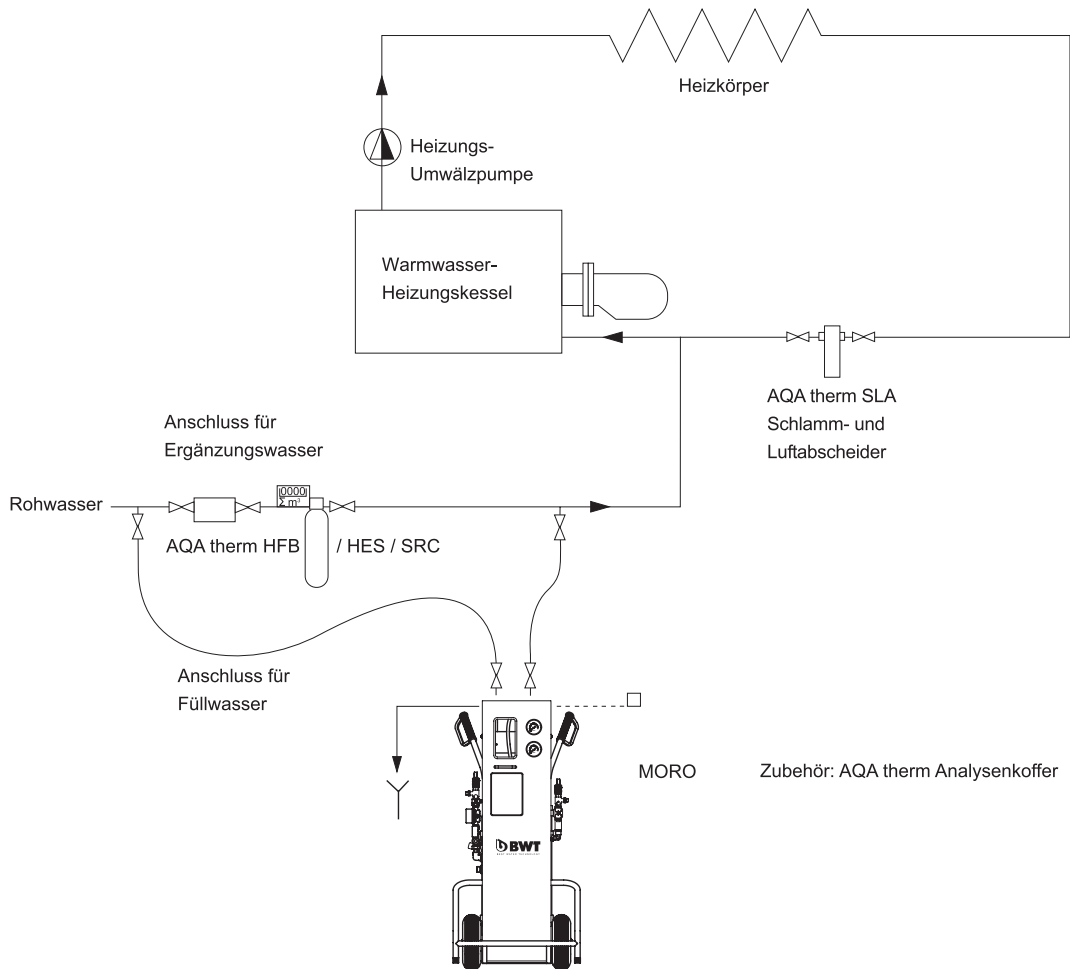 Heizkörper
Heizungs-
Umwälzpumpe
Warmwasser-
Heizungskessel
AQA therm SLA
Schlamm- und
Luftabscheider
Anschluss für
Ergänzungswasser
0000
Σ m³
Rohwasser
AQA therm HFB / HES / SRC
Anschluss für
Füllwasser
MORO
Zubehör: AQA therm Analysenkoffer
BWT